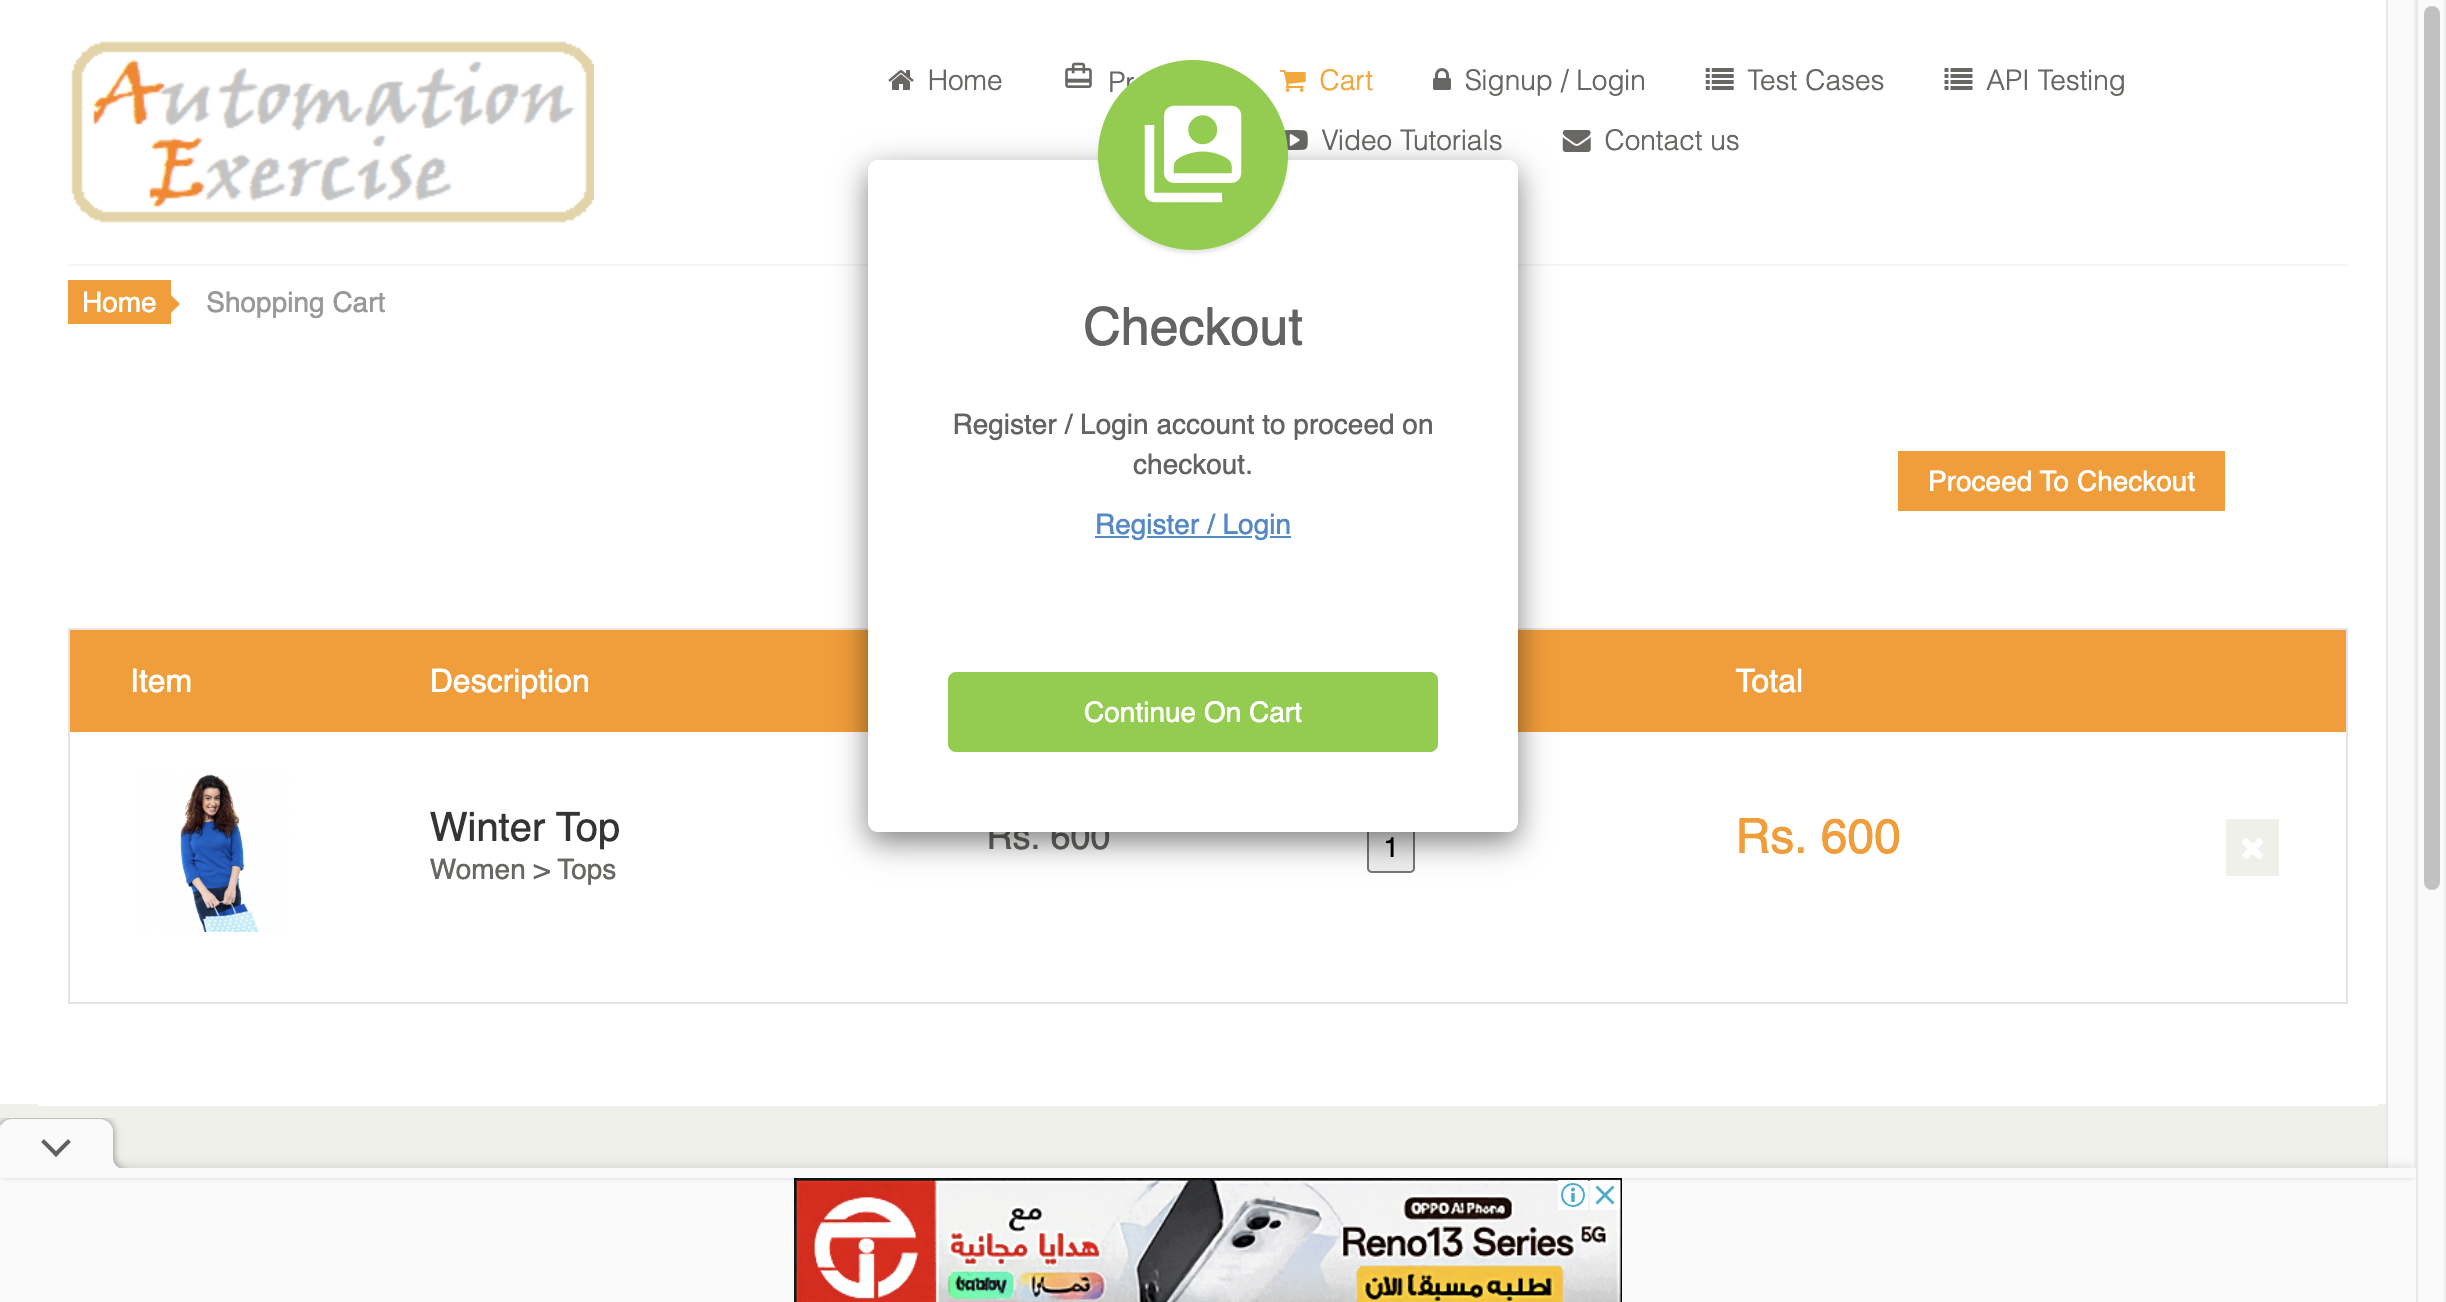 Automation
Exercise
Home
Cart
Signup / Login
Test Cases
API Testing
Video Tutorials
Contact us
Home
Shopping Cart
Checkout
Register / Login account to proceed on
checkout.
Register / Login
Proceed To Checkout
Item
Description
Total
Continue On Cart
Winter Top
Women > Tops
Rs. 600
1
Rs. 600
مع
هدايا مجانية
tabby
تمارا
OPPO AI Phone
Reno13 Series 5G
اطلبه مسبقاً الآن